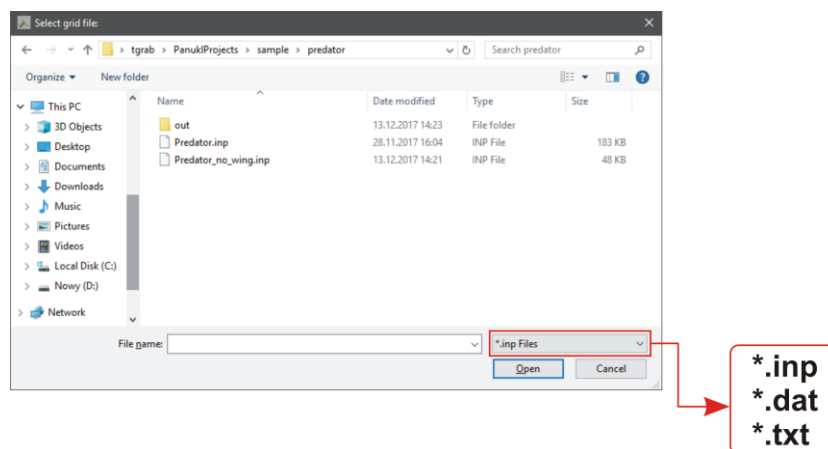 Select grid file:
tgrab > PanuklProjects > sample > predator
Search predator
Organize
New folder
Name Date modified Type Size
This PC
3D Objects
Desktop
Documents
Downloads
Music
Pictures
Videos
Local Disk (C:)
Nowy (D:)
Network
out 13.12.2017 14:23 File folder
Predator.inp 28.11.2017 16:04 INP File 183 KB
Predator_no_wing.inp 13.12.2017 14:21 INP File 48 KB
File name:
*.inp Files
Open Cancel
*.inp
*.dat
*.txt